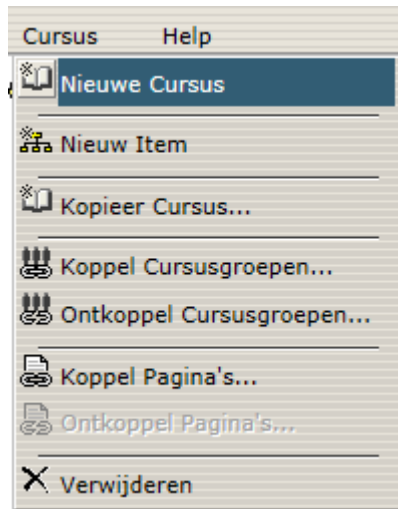 Cursus Help
Nieuwe Cursus
Nieuw Item
Kopieer Cursus...
Koppel Cursusgroepen...
Ontkoppel Cursusgroepen...
Koppel Pagina's...
Ontkoppel Pagina's...
Verwijderen